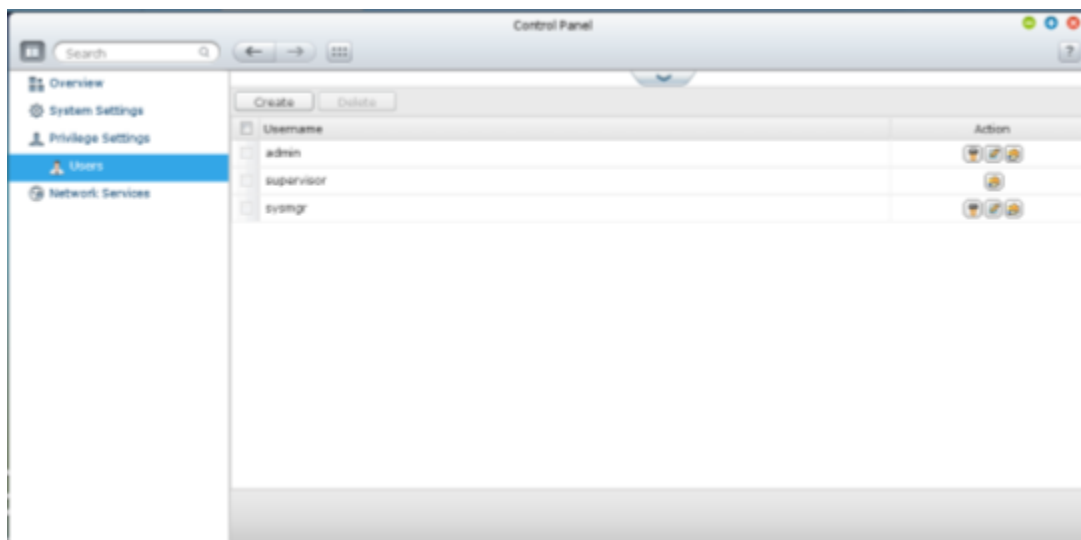 Control Panel
Search
?
Overview
System Settings
Privilege Settings
Users
Network Services
Create Delete
Username Action
admin
supervisor
sysmgr